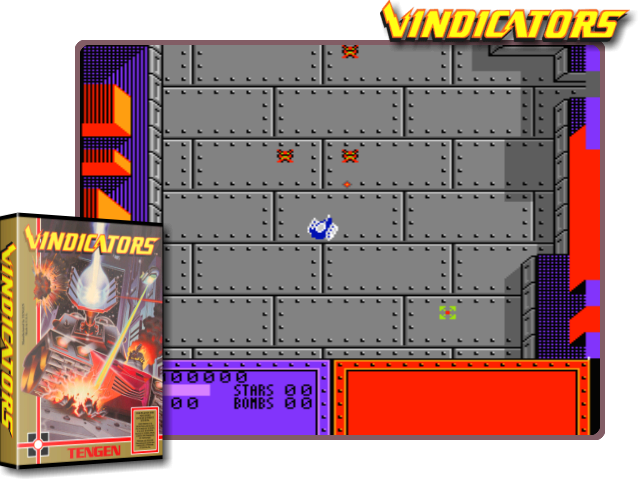 VINDICATORS
VINDICATORS
VINDICATORS
00000
STARS 00
00 BOMBS 00
TENGEN